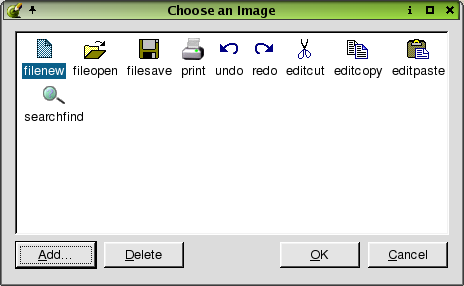 Choose an Image
filenew fileopen filesave print undo redo editcut editcopy editpaste
searchfind
Add... Delete OK Cancel